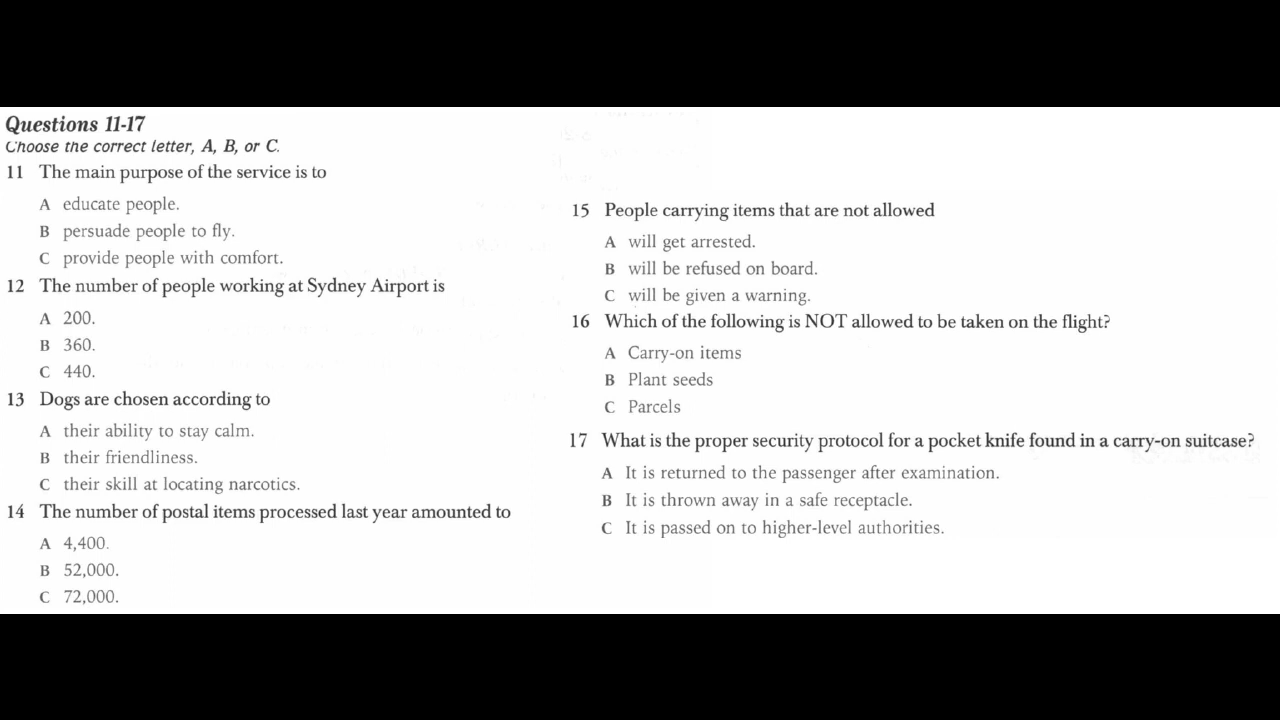 Questions 11-17
Choose the correct letter, A, B, or C.
11 The main purpose of the service is to
A educate people.
B persuade people to fly.
C provide people with comfort.
12 The number of people working at Sydney Airport is
A 200.
B 360.
C 440.
13 Dogs are chosen according to
A their ability to stay calm.
B their friendliness.
C their skill at locating narcotics.
14 The number of postal items processed last year amounted to
A 4,400.
B 52,000.
C 72,000.
15 People carrying items that are not allowed
A will get arrested.
B will be refused on board.
C will be given a warning.
16 Which of the following is NOT allowed to be taken on the flight?
A Carry-on items
B Plant seeds
C Parcels
17 What is the proper security protocol for a pocket knife found in a carry-on suitcase?
A It is returned to the passenger after examination.
B It is thrown away in a safe receptacle.
C It is passed on to higher-level authorities.